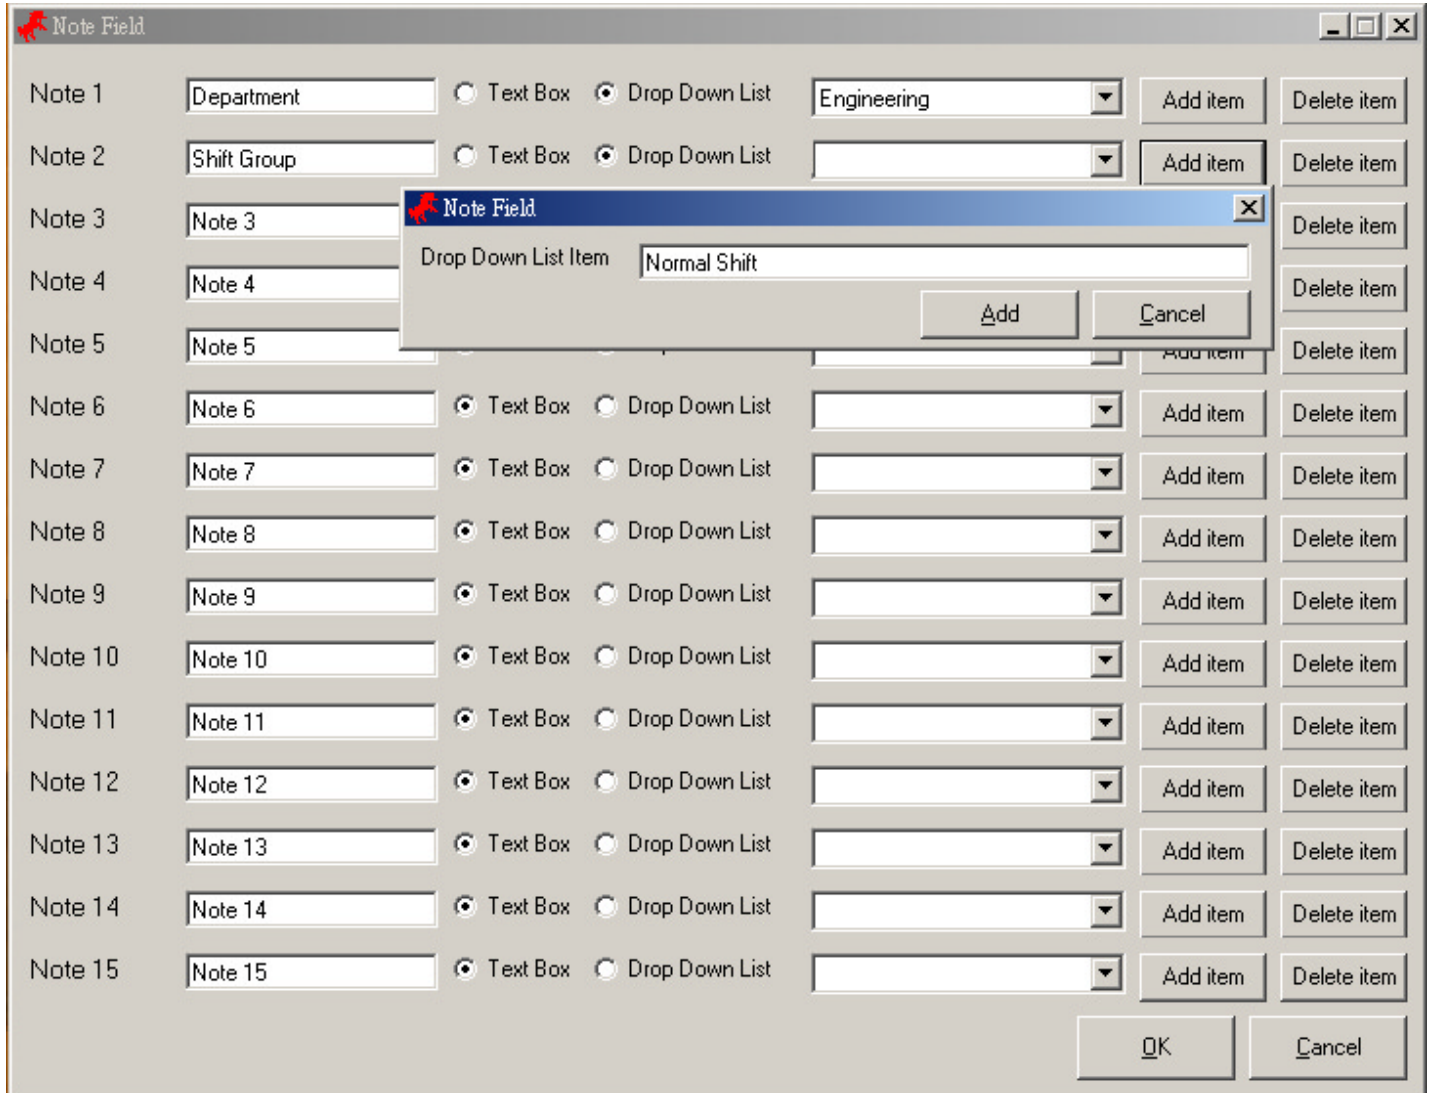 Note Field
Note 1 Department Text Box Drop Down List Engineering Add item Delete item
Note 2 Shift Group Text Box Drop Down List Add item Delete item
Note Field
Note 3 Note 3 Delete item
Drop Down List Item Normal Shift
Note 4 Note 4 Delete item
Add Cancel
Note 5 Note 5 Add item Delete item
Note 6 Note 6 Text Box Drop Down List Add item Delete item
Note 7 Note 7 Text Box Drop Down List Add item Delete item
Note 8 Note 8 Text Box Drop Down List Add item Delete item
Note 9 Note 9 Text Box Drop Down List Add item Delete item
Note 10 Note 10 Text Box Drop Down List Add item Delete item
Note 11 Note 11 Text Box Drop Down List Add item Delete item
Note 12 Note 12 Text Box Drop Down List Add item Delete item
Note 13 Note 13 Text Box Drop Down List Add item Delete item
Note 14 Note 14 Text Box Drop Down List Add item Delete item
Note 15 Note 15 Text Box Drop Down List Add item Delete item
OK Cancel